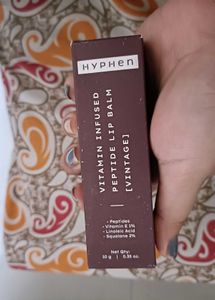 HYPHEN
VITAMIN INFUSED
PEPTIDE LIP BALM
[VINTAGE]
- Peptides
- Vitamin E 1%
- Linoleic Acid
- Squalane 2%
Net Qty.
10 g | 0.35 oz.